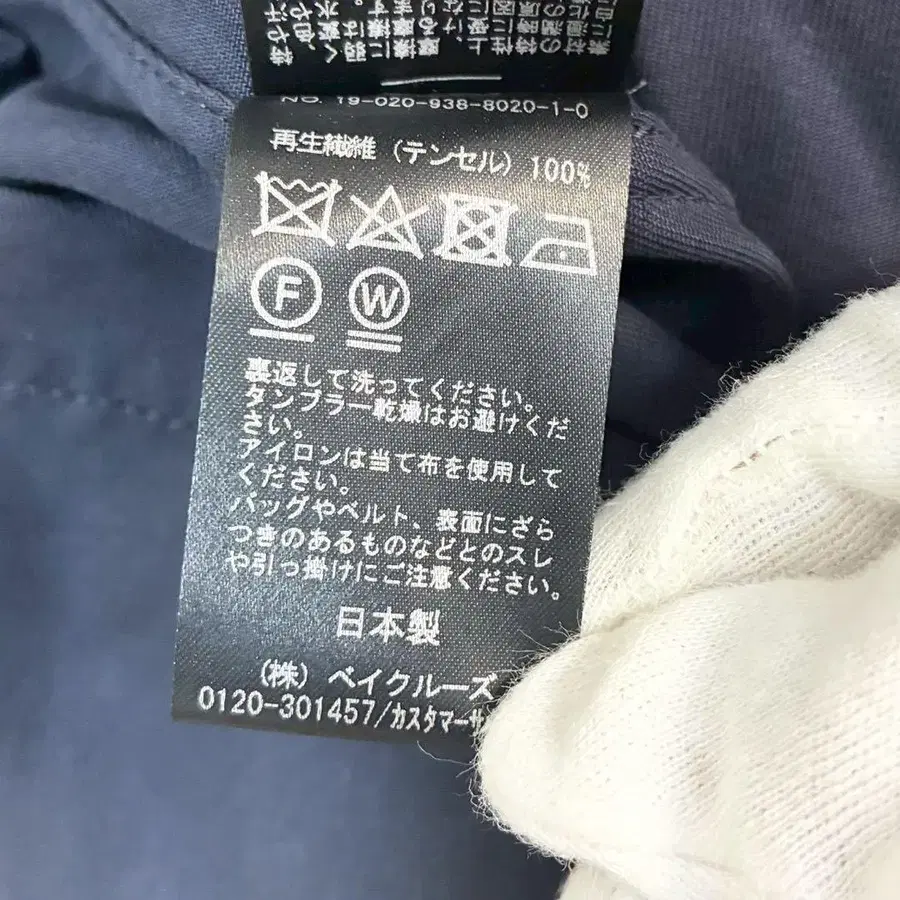 NO. 19-020-938-8020-1-0
再生繊維 (テンセル) 100%
F W
裏返して洗ってください。
タンブラー乾燥はお避けくだ
さい。
アイロンは当て布を使用して
ください。
バッグやベルト、表面にざら
つきのあるものなどとのスレ
や引っ掛けにご注意ください。
日本製
(株) ベイクルーズ
0120-301457/カスタマーサ